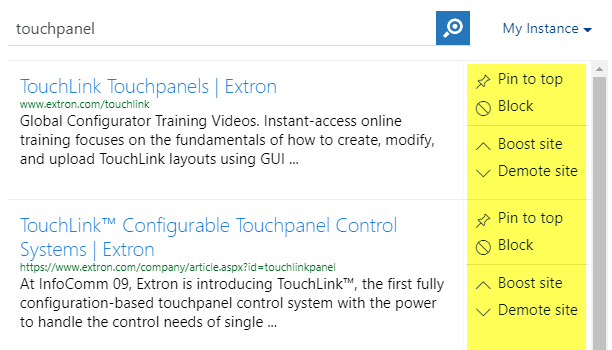 touchpanel
My Instance
TouchLink Touchpanels | Extron
www.extron.com/touchlink
Global Configurator Training Videos. Instant-access online
training focuses on the fundamentals of how to create, modify,
and upload TouchLink layouts using GUI ...
Pin to top
Block
Boost site
Demote site
TouchLink™ Configurable Touchpanel Control
Systems | Extron
https://www.extron.com/company/article.aspx?id=touchlinkpanel
At InfoComm 09, Extron is introducing TouchLink™, the first fully
configuration-based touchpanel control system with the power
to handle the control needs of single ...
Pin to top
Block
Boost site
Demote site